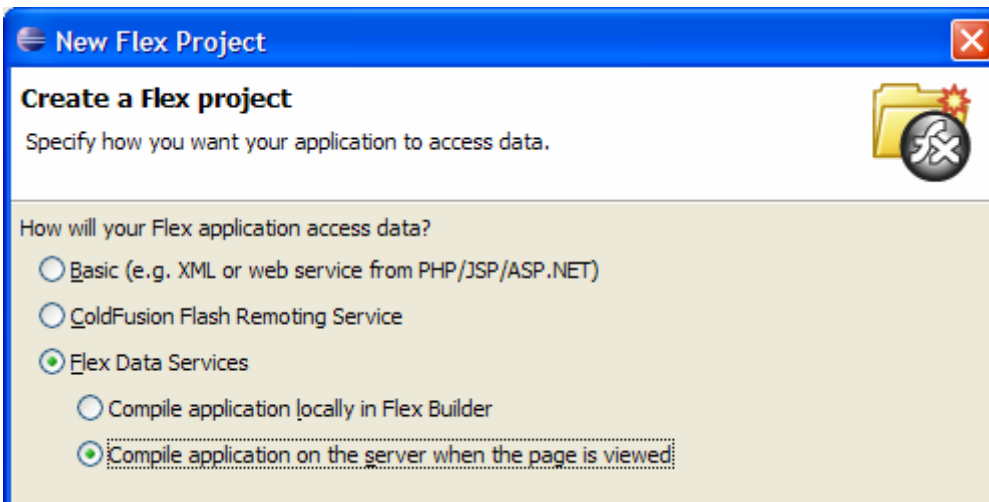 New Flex Project
Create a Flex project
Specify how you want your application to access data.
How will your Flex application access data?
Basic (e.g. XML or web service from PHP/JSP/ASP.NET)
ColdFusion Flash Remoting Service
Flex Data Services
Compile application locally in Flex Builder
Compile application on the server when the page is viewed